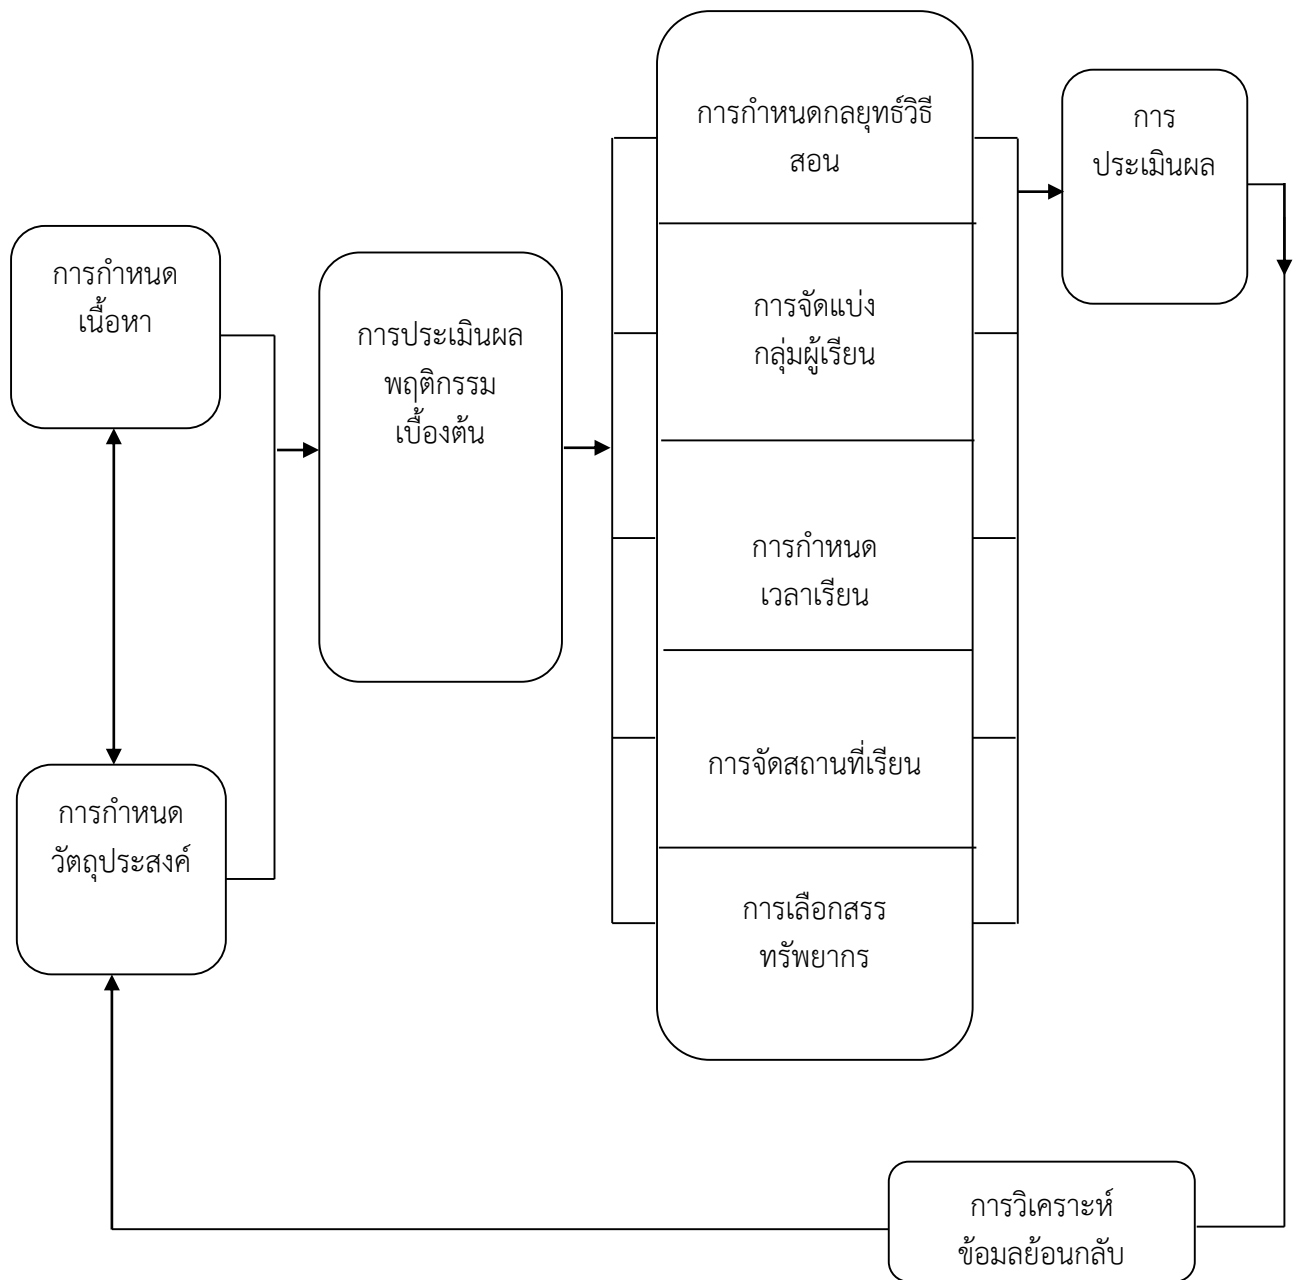 การกำหนด
เนื้อหา
การกำหนด
วัตถุประสงค์
การประเมินผล
พฤติกรรม
เบื้องต้น
การกำหนดกลยุทธ์วิธี
สอน
การจัดแบ่ง
กลุ่มผู้เรียน
การกำหนด
เวลาเรียน
การจัดสถานที่เรียน
การเลือกสรร
ทรัพยากร
การ
ประเมินผล
การวิเคราะห์
ข้อมลย้อนกลับ